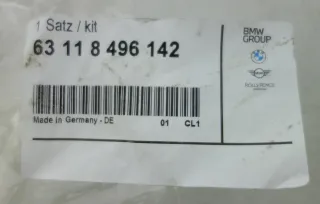 1 Satz / kit
63 11 8 496 142
Made in Germany - DE 01 CL1
BMW
GROUP
ROLLS-ROYCE